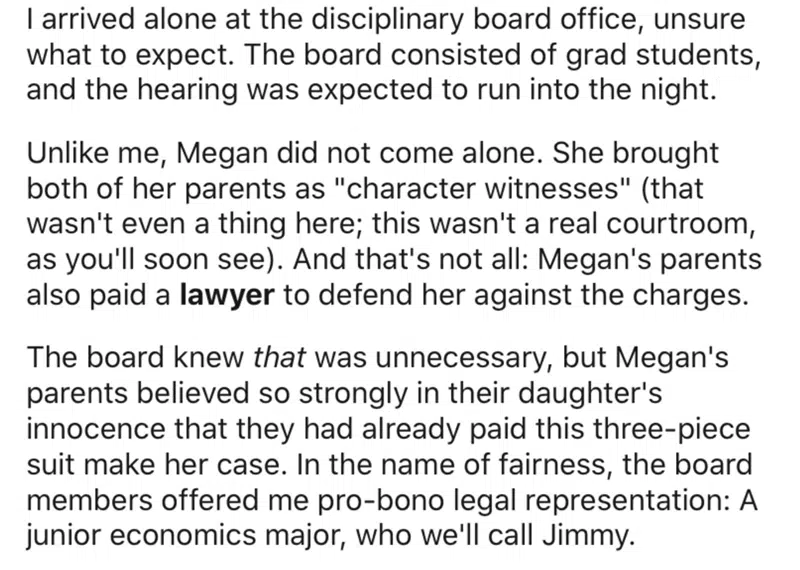 I arrived alone at the disciplinary board office, unsure
what to expect. The board consisted of grad students,
and the hearing was expected to run into the night.
Unlike me, Megan did not come alone. She brought
both of her parents as "character witnesses" (that
wasn't even a thing here; this wasn't a real courtroom,
as you'll soon see). And that's not all: Megan's parents
also paid a lawyer to defend her against the charges.
The board knew that was unnecessary, but Megan's
parents believed so strongly in their daughter's
innocence that they had already paid this three-piece
suit make her case. In the name of fairness, the board
members offered me pro-bono legal representation: A
junior economics major, who we'll call Jimmy.